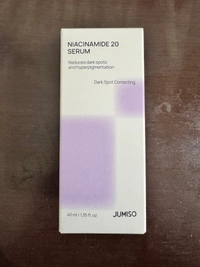 NIACINAMIDE 20
SERUM
Reduces dark spots
and hyperpigmentation
Dark Spot Correcting
40 ml / 1.35 fl. oz
JUMISO